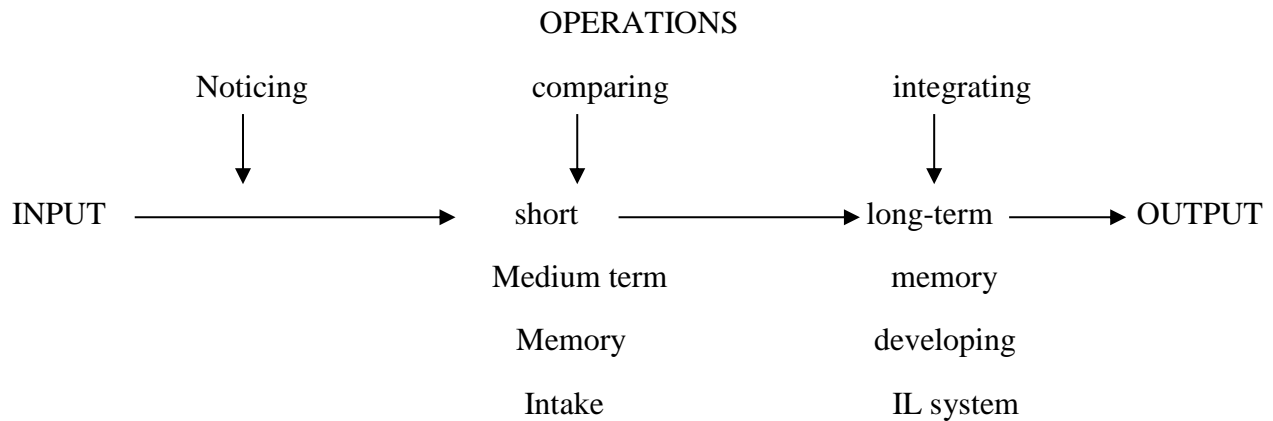 OPERATIONS
Noticing comparing integrating
INPUT short long-term OUTPUT
Medium term memory
Memory developing
Intake IL system